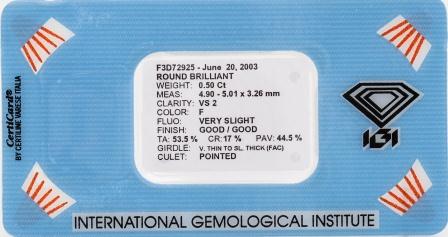 F3D72925 - June 20, 2003
ROUND BRILLIANT
WEIGHT: 0.50 Ct
MEAS: 4.90 - 5.01 x 3.26 mm
CLARITY: VS 2
COLOR: F
FLUO: VERY SLIGHT
FINISH: GOOD / GOOD
TA: 53.5 % CR: 17 % PAV: 44.5 %
GIRDLE: V. THIN TO SL. THICK (FAC)
CULET: POINTED
CertiCard®
BY CERTILINE VARESE ITALIA
IGI
INTERNATIONAL GEMOLOGICAL INSTITUTE